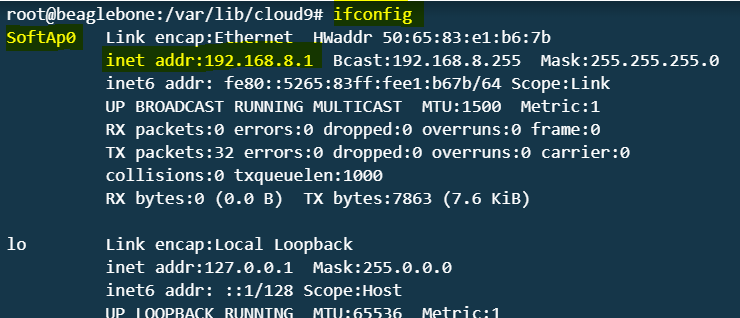 root@beaglebone:/var/lib/cloud9# ifconfig
SoftAp0   Link encap:Ethernet  HWaddr 50:65:83:e1:b6:7b
          inet addr:192.168.8.1  Bcast:192.168.8.255  Mask:255.255.255.0
          inet6 addr: fe80::5265:83ff:fee1:b67b/64 Scope:Link
          UP BROADCAST RUNNING MULTICAST  MTU:1500  Metric:1
          RX packets:0 errors:0 dropped:0 overruns:0 frame:0
          TX packets:32 errors:0 dropped:0 overruns:0 carrier:0
          collisions:0 txqueuelen:1000
          RX bytes:0 (0.0 B)  TX bytes:7863 (7.6 KiB)

lo        Link encap:Local Loopback
          inet addr:127.0.0.1  Mask:255.0.0.0
          inet6 addr: ::1/128 Scope:Host
          UP LOOPBACK RUNNING  MTU:65536  Metric:1